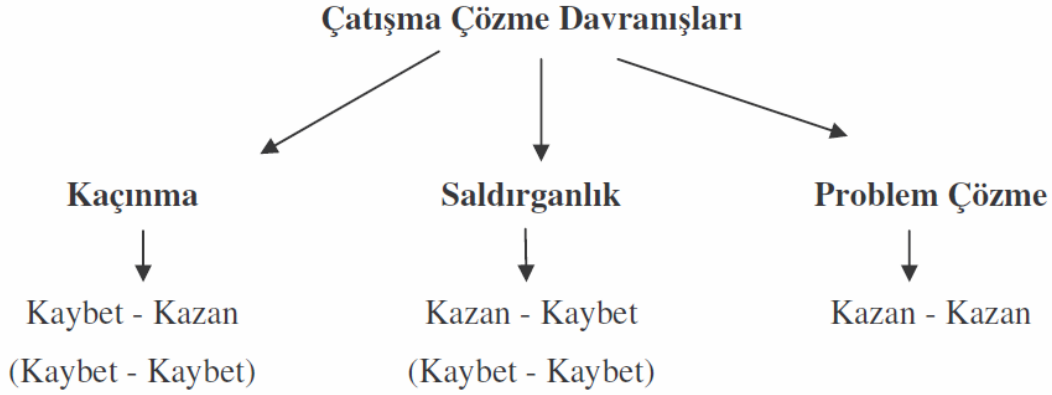 Çatışma Çözme Davranışları
Kaçınma Saldırganlık Problem Çözme
Kaybet - Kazan Kazan - Kaybet Kazan - Kazan
(Kaybet - Kaybet) (Kaybet - Kaybet)